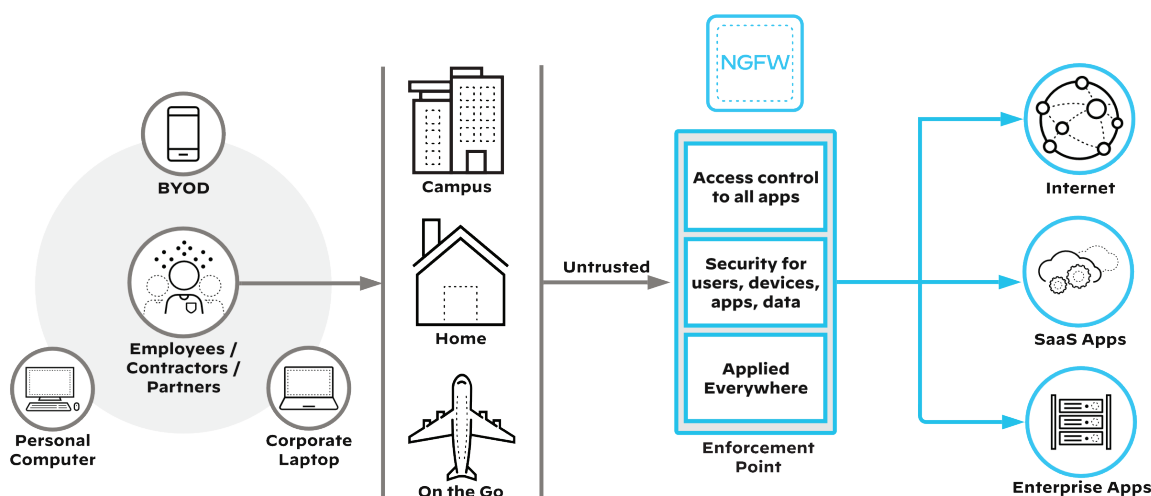 BYOD
Employees /
Contractors /
Partners
Personal
Computer
Corporate
Laptop
Campus
Home
On the Go
Untrusted
NGFW
Access control
to all apps
Security for
users, devices,
apps, data
Applied
Everywhere
Enforcement
Point
Internet
SaaS Apps
Enterprise Apps